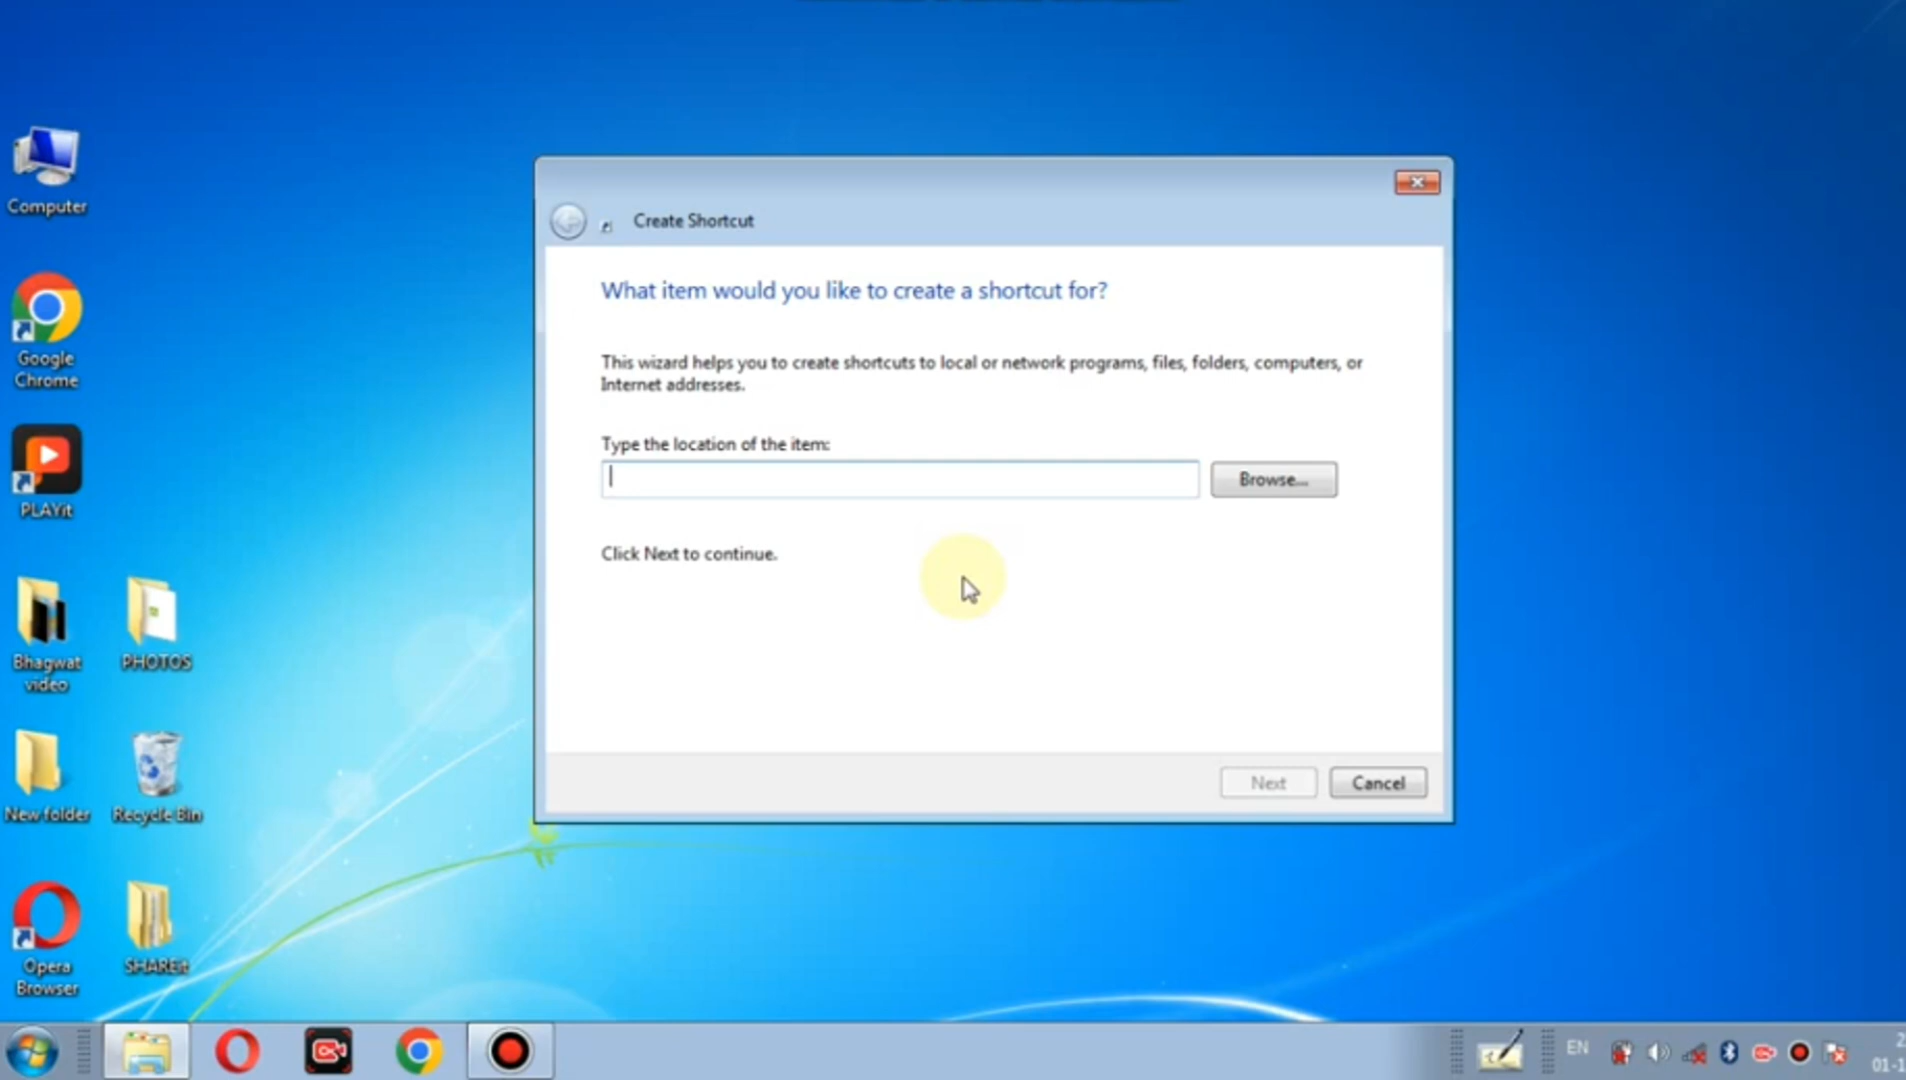 Computer
Google
Chrome
PLAYit
Bhagwat
video
PHOTOS
New folder
Recycle Bin
Opera
Browser
SHAREit
Create Shortcut
What item would you like to create a shortcut for?
This wizard helps you to create shortcuts to local or network programs, files, folders, computers, or
Internet addresses.
Type the location of the item:
Browse...
Click Next to continue.
Next
Cancel
EN